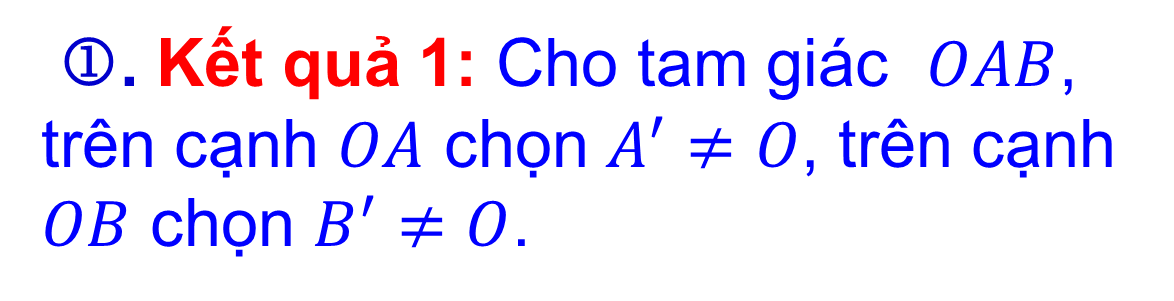 ①. Kết quả 1: Cho tam giác OAB,
trên cạnh OA chọn A′ ≠ O, trên cạnh
OB chọn B′ ≠ O.